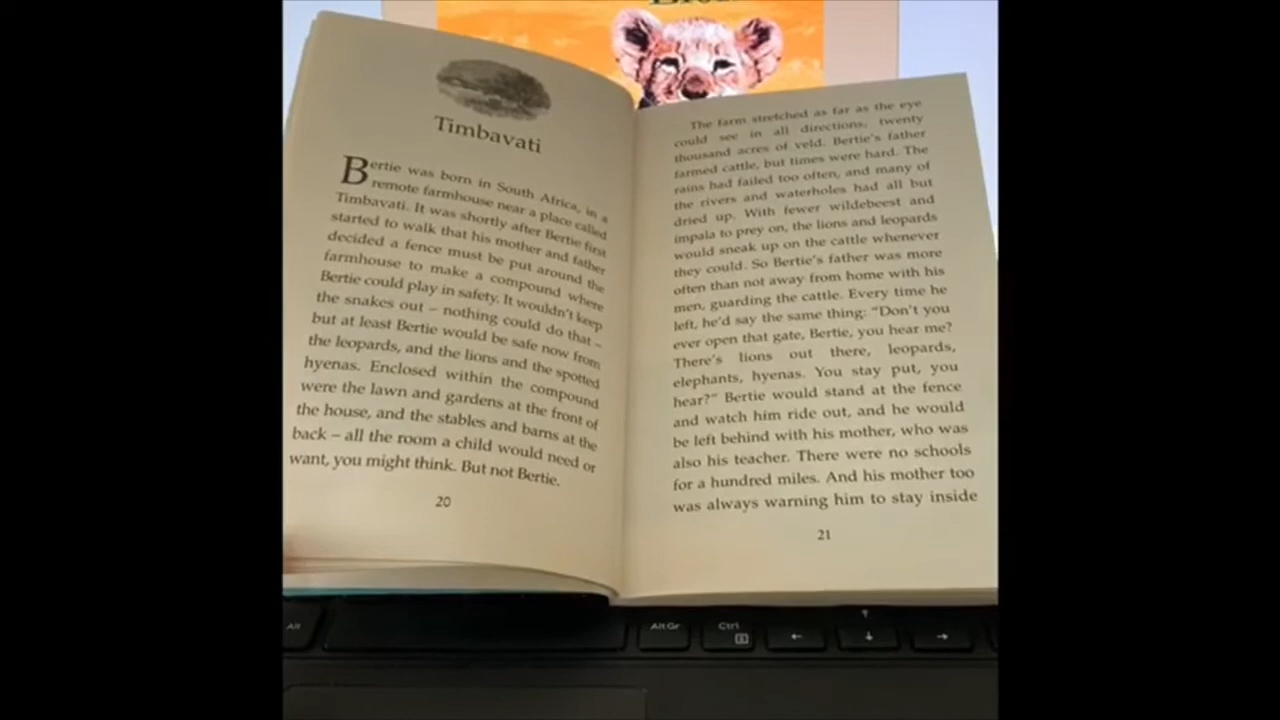 Timbavati
Bertie was born in South Africa, in a
remote farmhouse near a place called
Timbavati. It was shortly after Bertie first
started to walk that his mother and father
decided a fence must be put around the
farmhouse to make a compound where
Bertie could play in safety. It wouldn't keep
the snakes out – nothing could do that –
but at least Bertie would be safe now from
the leopards, and the lions and the spotted
hyenas. Enclosed within the compound
were the lawn and gardens at the front of
the house, and the stables and barns at the
back – all the room a child would need or
want, you might think. But not Bertie.
20
The farm stretched as far as the eye
could see in all directions, twenty
thousand acres of veld. Bertie's father
farmed cattle, but times were hard. The
rains had failed too often, and many of
the rivers and waterholes had all but
dried up. With fewer wildebeest and
impala to prey on, the lions and leopards
would sneak up on the cattle whenever
they could. So Bertie's father was more
often than not away from home with his
men, guarding the cattle. Every time he
left, he'd say the same thing: “Don't you
ever open that gate, Bertie, you hear me?
There's lions out there, leopards,
elephants, hyenas. You stay put, you
hear?” Bertie would stand at the fence
and watch him ride out, and he would
be left behind with his mother, who was
also his teacher. There were no schools
for a hundred miles. And his mother too
was always warning him to stay inside
21
Alt
Alt Gr
Ctrl
← ↓ →